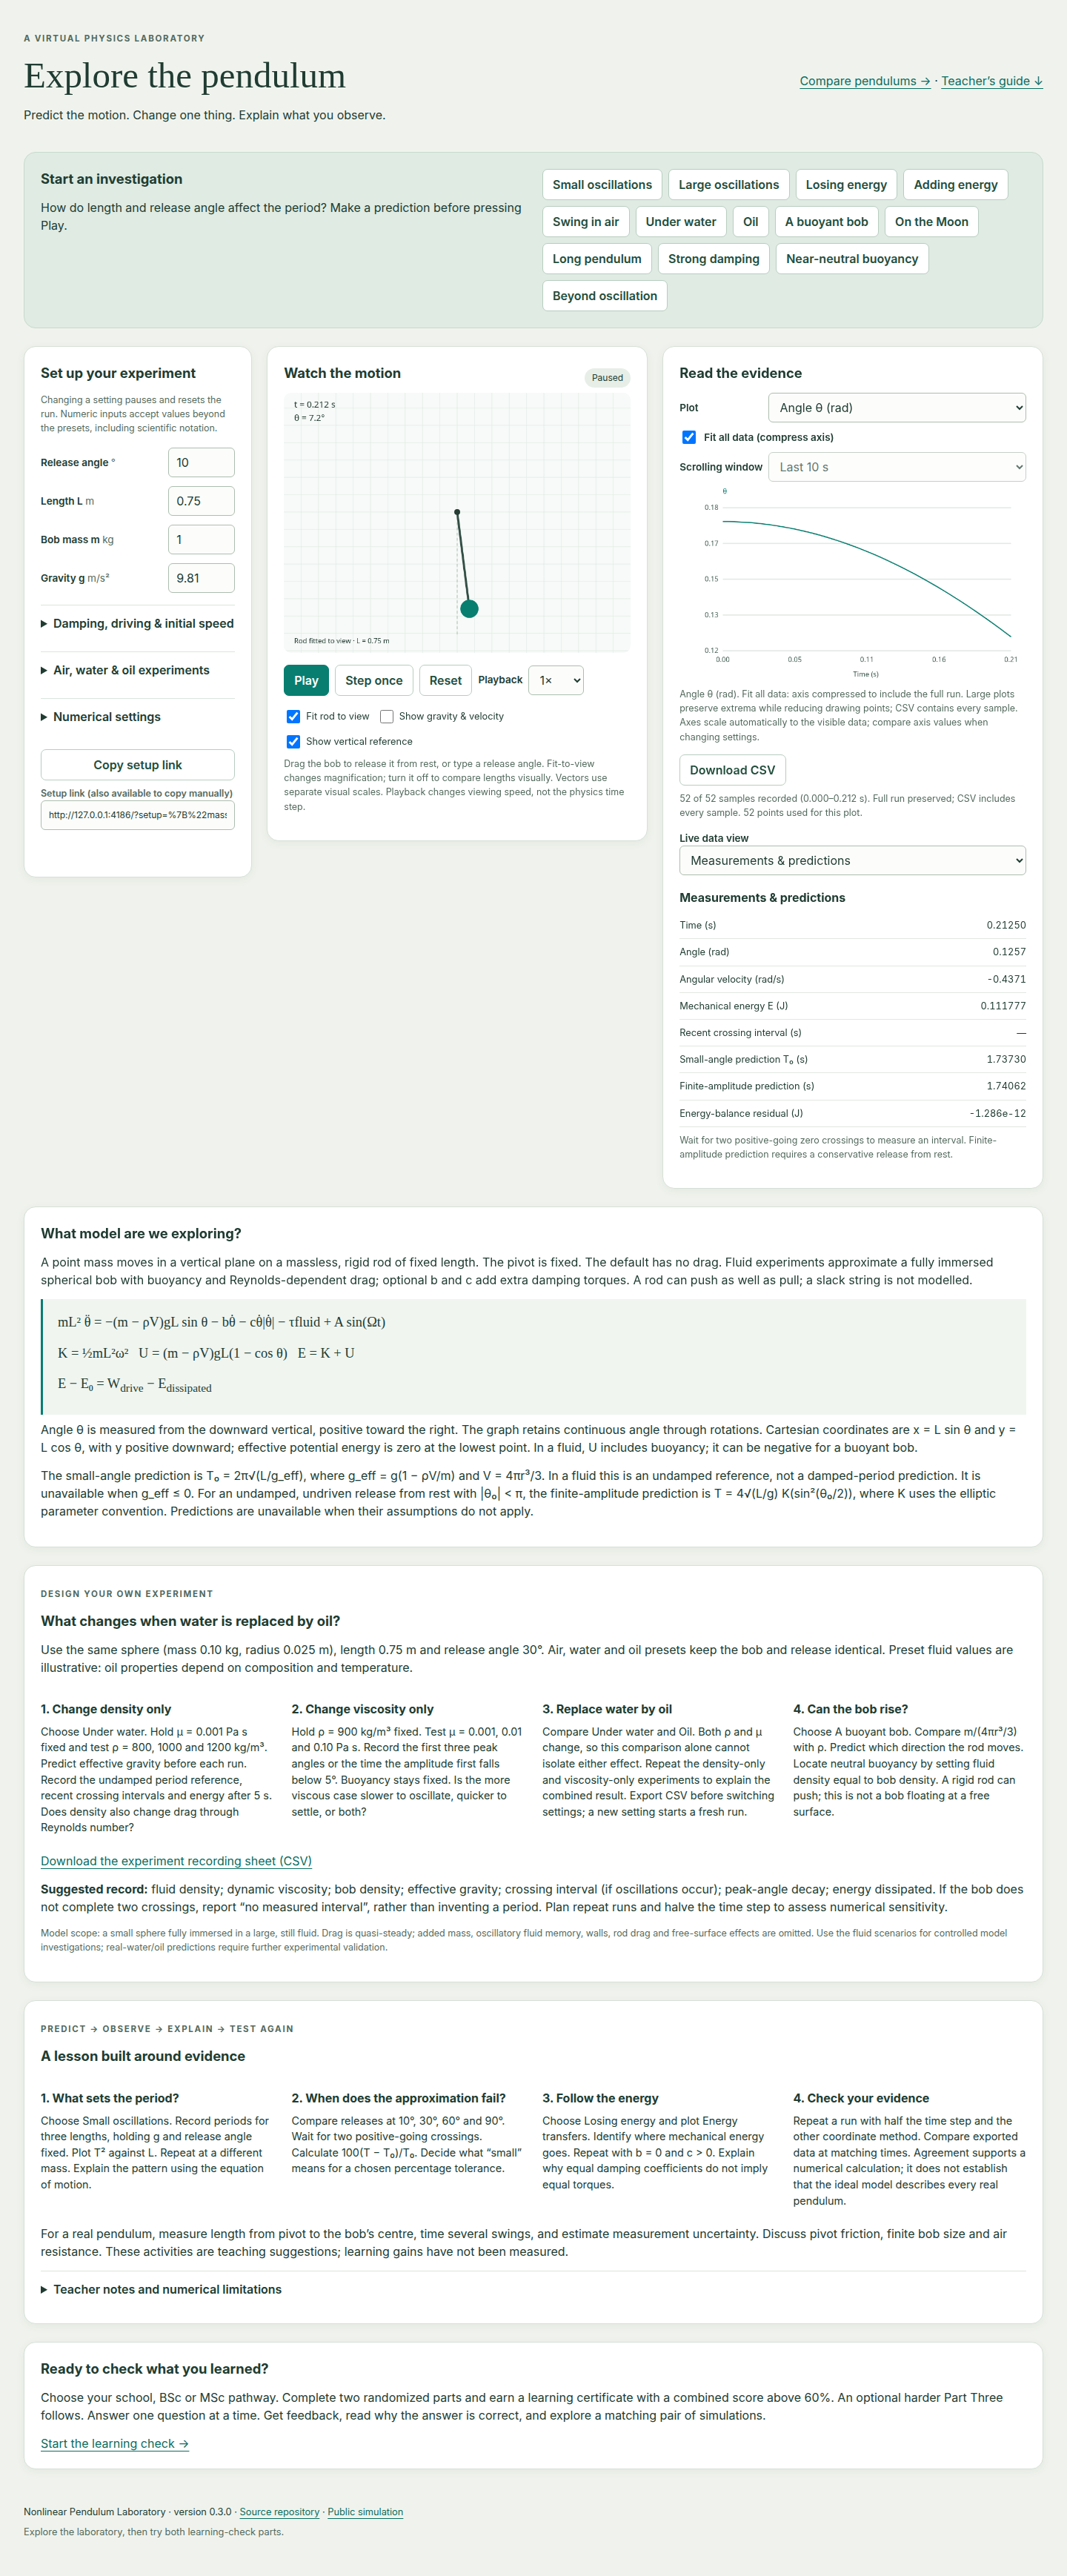 A VIRTUAL PHYSICS LABORATORY
Explore the pendulum
Compare pendulums → · Teacher’s guide ↓
Predict the motion. Change one thing. Explain what you observe.
Start an investigation
How do length and release angle affect the period? Make a prediction before pressing
Play.
Small oscillations
Large oscillations
Losing energy
Adding energy
Swing in air
Under water
Oil
A buoyant bob
On the Moon
Long pendulum
Strong damping
Near-neutral buoyancy
Beyond oscillation
Set up your experiment
Changing a setting pauses and resets the
run. Numeric inputs accept values beyond
the presets, including scientific notation.
Release angle ° 10
Length L m 0.75
Bob mass m kg 1
Gravity g m/s² 9.81
Damping, driving & initial speed
Air, water & oil experiments
Numerical settings
Copy setup link
Setup link (also available to copy manually)
http://127.0.0.1:4186/?setup=%7B%22mass
Watch the motion
Paused
t = 0.212 s
θ = 7.2°
Rod fitted to view · L = 0.75 m
Play
Step once
Reset
Playback 1×
Fit rod to view
Show gravity & velocity
Show vertical reference
Drag the bob to release it from rest, or type a release angle. Fit-to-view
changes magnification; turn it off to compare lengths visually. Vectors use
separate visual scales. Playback changes viewing speed, not the physics time
step.
Read the evidence
Plot Angle θ (rad)
Fit all data (compress axis)
Scrolling window Last 10 s
θ
0.18
0.17
0.15
0.13
0.12
0.00 0.05 0.11 0.16 0.21
Time (s)
Angle θ (rad). Fit all data: axis compressed to include the full run. Large plots
preserve extrema while reducing drawing points; CSV contains every sample.
Axes scale automatically to the visible data; compare axis values when
changing settings.
Download CSV
52 of 52 samples recorded (0.000–0.212 s). Full run preserved; CSV includes
every sample. 52 points used for this plot.
Live data view
Measurements & predictions
Measurements & predictions
Time (s) 0.21250
Angle (rad) 0.1257
Angular velocity (rad/s) -0.4371
Mechanical energy E (J) 0.111777
Recent crossing interval (s) —
Small-angle prediction T₀ (s) 1.73730
Finite-amplitude prediction (s) 1.74062
Energy-balance residual (J) -1.286e-12
Wait for two positive-going zero crossings to measure an interval. Finite-
amplitude prediction requires a conservative release from rest.
What model are we exploring?
A point mass moves in a vertical plane on a massless, rigid rod of fixed length. The pivot is fixed. The default has no drag. Fluid experiments approximate a fully immersed
spherical bob with buoyancy and Reynolds-dependent drag; optional b and c add extra damping torques. A rod can push as well as pull; a slack string is not modelled.
mL² θ̈ = −(m − ρV)gL sin θ − bθ̇ − cθ̇|θ̇| − τfluid + A sin(Ωt)
K = ½mL²ω² U = (m − ρV)gL(1 − cos θ) E = K + U
E − E₀ = Wdrive − Edissipated
Angle θ is measured from the downward vertical, positive toward the right. The graph retains continuous angle through rotations. Cartesian coordinates are x = L sin θ and y =
L cos θ, with y positive downward; effective potential energy is zero at the lowest point. In a fluid, U includes buoyancy; it can be negative for a buoyant bob.
The small-angle prediction is T₀ = 2π√(L/g_eff), where g_eff = g(1 − ρV/m) and V = 4πr³/3. In a fluid this is an undamped reference, not a damped-period prediction. It is
unavailable when g_eff ≤ 0. For an undamped, undriven release from rest with |θ₀| < π, the finite-amplitude prediction is T = 4√(L/g) K(sin²(θ₀/2)), where K uses the elliptic
parameter convention. Predictions are unavailable when their assumptions do not apply.
DESIGN YOUR OWN EXPERIMENT
What changes when water is replaced by oil?
Use the same sphere (mass 0.10 kg, radius 0.025 m), length 0.75 m and release angle 30°. Air, water and oil presets keep the bob and release identical. Preset fluid values are
illustrative: oil properties depend on composition and temperature.
1. Change density only
Choose Under water. Hold μ = 0.001 Pa s
fixed and test ρ = 800, 1000 and 1200 kg/m³.
Predict effective gravity before each run.
Record the undamped period reference,
recent crossing intervals and energy after 5 s.
Does density also change drag through
Reynolds number?
2. Change viscosity only
Hold ρ = 900 kg/m³ fixed. Test μ = 0.001, 0.01
and 0.10 Pa s. Record the first three peak
angles or the time the amplitude first falls
below 5°. Buoyancy stays fixed. Is the more
viscous case slower to oscillate, quicker to
settle, or both?
3. Replace water by oil
Compare Under water and Oil. Both ρ and μ
change, so this comparison alone cannot
isolate either effect. Repeat the density-only
and viscosity-only experiments to explain the
combined result. Export CSV before switching
settings; a new setting starts a fresh run.
4. Can the bob rise?
Choose A buoyant bob. Compare m/(4πr³/3)
with ρ. Predict which direction the rod moves.
Locate neutral buoyancy by setting fluid
density equal to bob density. A rigid rod can
push; this is not a bob floating at a free
surface.
Download the experiment recording sheet (CSV)
Suggested record: fluid density; dynamic viscosity; bob density; effective gravity; crossing interval (if oscillations occur); peak-angle decay; energy dissipated. If the bob does
not complete two crossings, report “no measured interval”, rather than inventing a period. Plan repeat runs and halve the time step to assess numerical sensitivity.
Model scope: a small sphere fully immersed in a large, still fluid. Drag is quasi-steady; added mass, oscillatory fluid memory, walls, rod drag and free-surface effects are omitted. Use the fluid scenarios for controlled model
investigations; real-water/oil predictions require further experimental validation.
PREDICT → OBSERVE → EXPLAIN → TEST AGAIN
A lesson built around evidence
1. What sets the period?
Choose Small oscillations. Record periods for
three lengths, holding g and release angle
fixed. Plot T² against L. Repeat at a different
mass. Explain the pattern using the equation
of motion.
2. When does the approximation fail?
Compare releases at 10°, 30°, 60° and 90°.
Wait for two positive-going crossings.
Calculate 100(T − T₀)/T₀. Decide what “small”
means for a chosen percentage tolerance.
3. Follow the energy
Choose Losing energy and plot Energy
transfers. Identify where mechanical energy
goes. Repeat with b = 0 and c > 0. Explain
why equal damping coefficients do not imply
equal torques.
4. Check your evidence
Repeat a run with half the time step and the
other coordinate method. Compare exported
data at matching times. Agreement supports a
numerical calculation; it does not establish
that the ideal model describes every real
pendulum.
For a real pendulum, measure length from pivot to the bob’s centre, time several swings, and estimate measurement uncertainty. Discuss pivot friction, finite bob size and air
resistance. These activities are teaching suggestions; learning gains have not been measured.
Teacher notes and numerical limitations
Ready to check what you learned?
Choose your school, BSc or MSc pathway. Complete two randomized parts and earn a learning certificate with a combined score above 60%. An optional harder Part Three
follows. Answer one question at a time. Get feedback, read why the answer is correct, and explore a matching pair of simulations.
Start the learning check →
Nonlinear Pendulum Laboratory · version 0.3.0 · Source repository · Public simulation
Explore the laboratory, then try both learning-check parts.